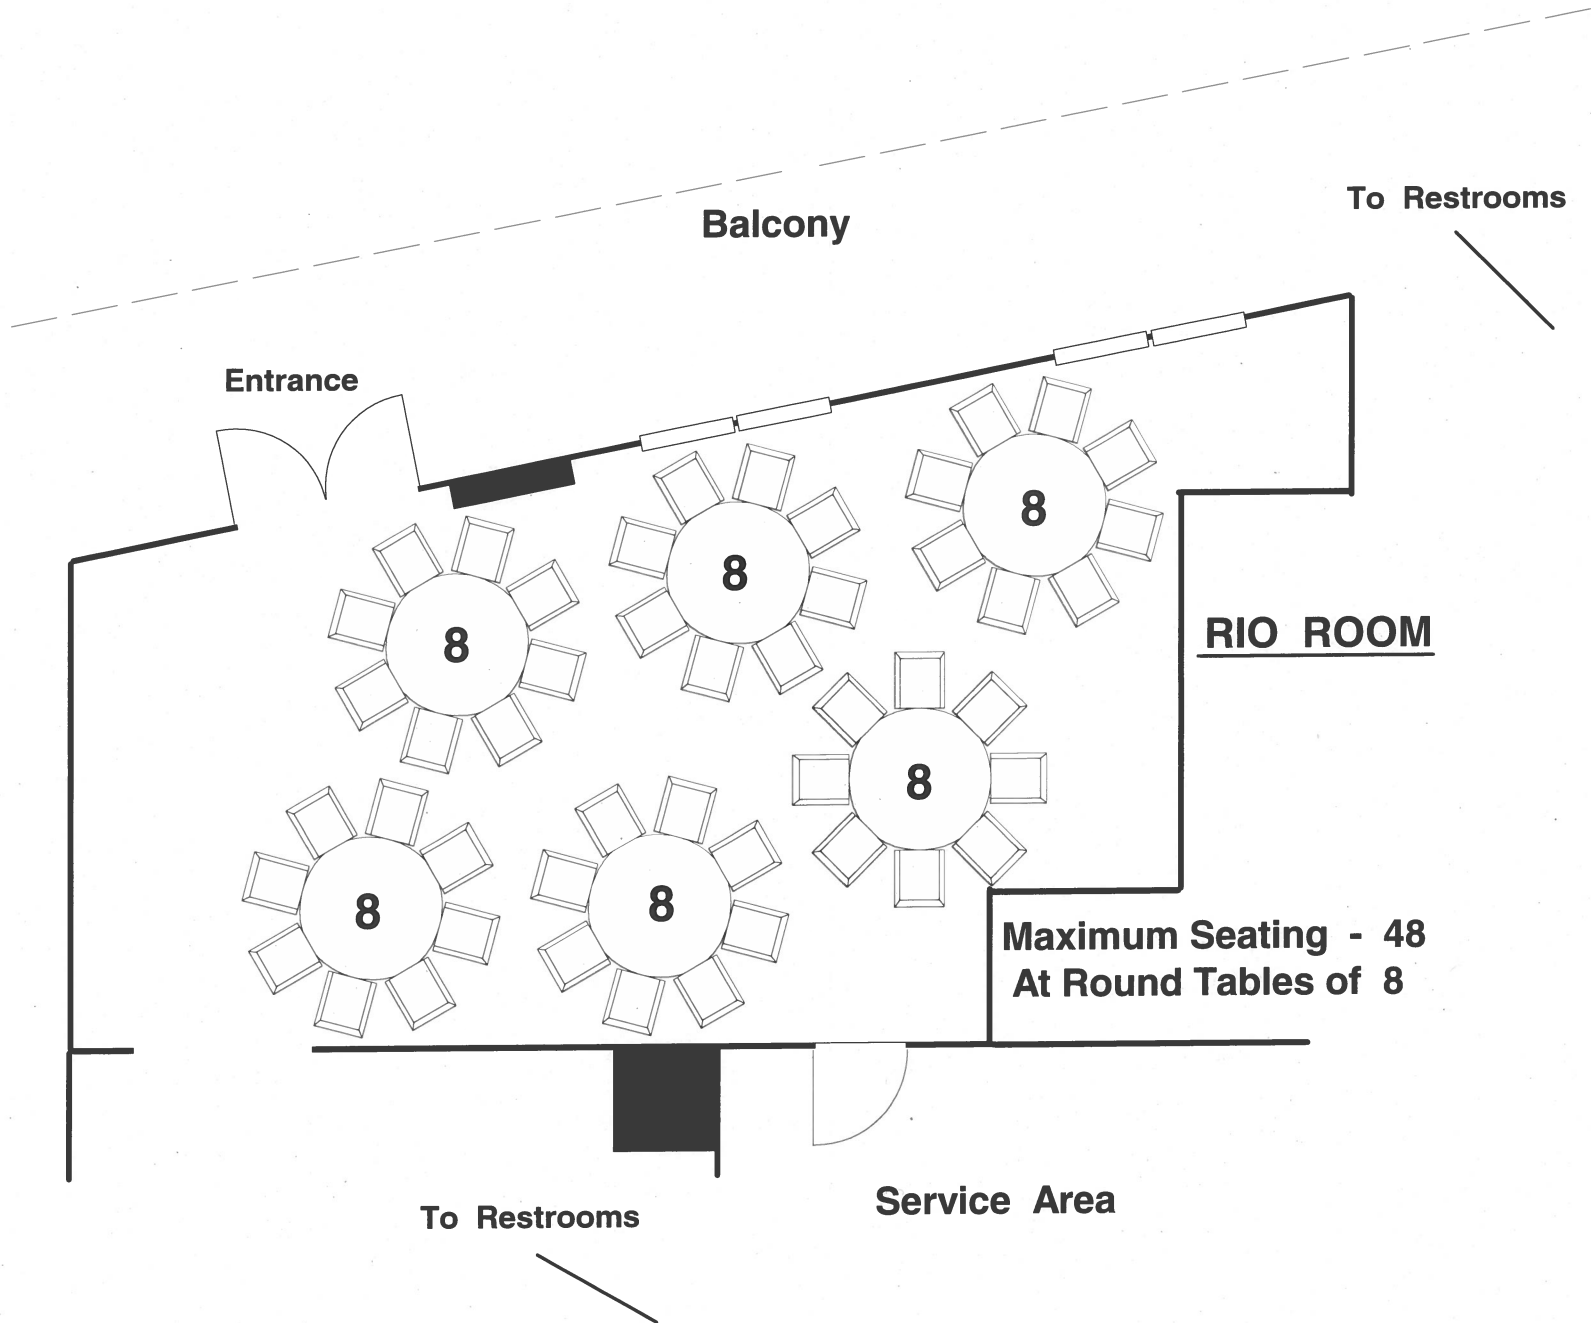 To Restrooms
Balcony
Entrance
8
8
8
RIO ROOM
8
8
8
Maximum Seating - 48
At Round Tables of 8
Service Area
To Restrooms